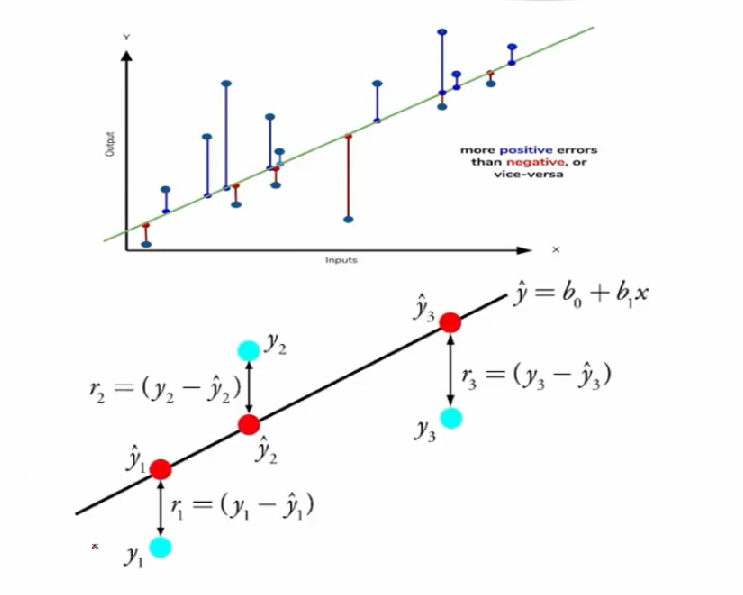 Y
Output
more positive errors
than negative, or
vice-versa
X
Inputs
ŷ = b₀ + b₁x
ŷ₃
y₂
r₂ = (y₂ − ŷ₂)
r₃ = (y₃ − ŷ₃)
y₃
ŷ₂
ŷ₁
r₁ = (y₁ − ŷ₁)
y₁